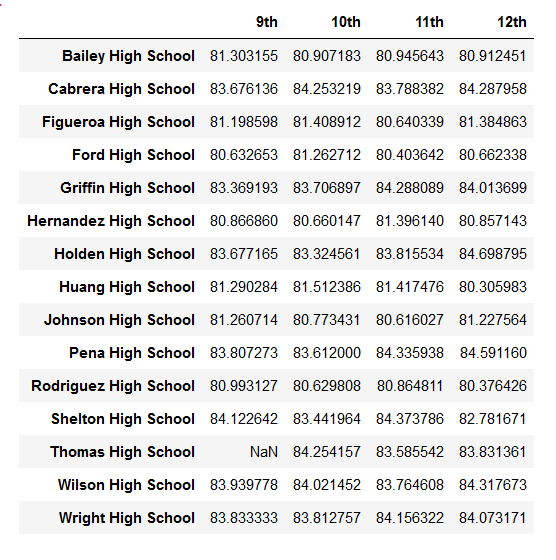 9th 10th 11th 12th
Bailey High School 81.303155 80.907183 80.945643 80.912451
Cabrera High School 83.676136 84.253219 83.788382 84.287958
Figueroa High School 81.198598 81.408912 80.640339 81.384863
Ford High School 80.632653 81.262712 80.403642 80.662338
Griffin High School 83.369193 83.706897 84.288089 84.013699
Hernandez High School 80.866860 80.660147 81.396140 80.857143
Holden High School 83.677165 83.324561 83.815534 84.698795
Huang High School 81.290284 81.512386 81.417476 80.305983
Johnson High School 81.260714 80.773431 80.616027 81.227564
Pena High School 83.807273 83.612000 84.335938 84.591160
Rodriguez High School 80.993127 80.629808 80.864811 80.376426
Shelton High School 84.122642 83.441964 84.373786 82.781671
Thomas High School NaN 84.254157 83.585542 83.831361
Wilson High School 83.939778 84.021452 83.764608 84.317673
Wright High School 83.833333 83.812757 84.156322 84.073171